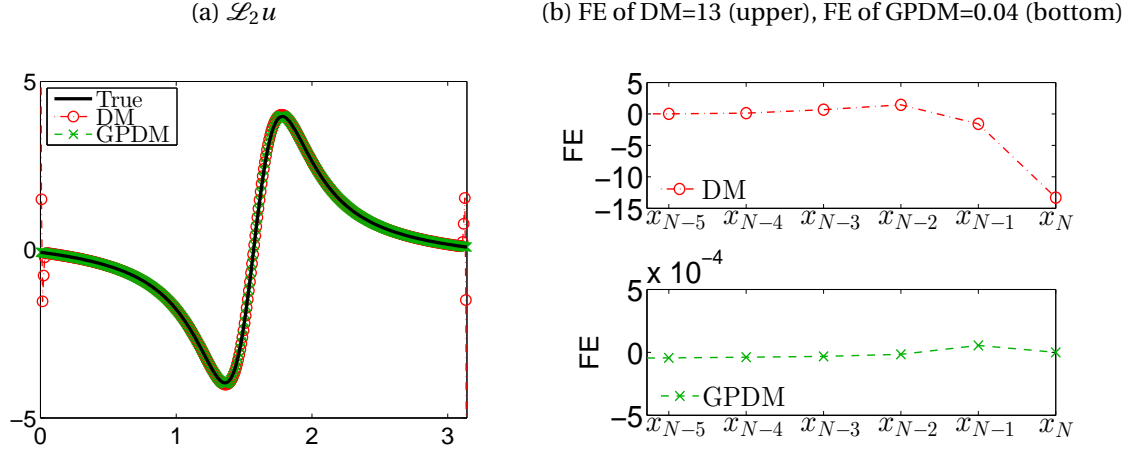 (a) ℒ₂u
(b) FE of DM=13 (upper), FE of GPDM=0.04 (bottom)
5
True
DM
GPDM
0
−5
0 1 2 3
5
0
−5
−10
−15
FE
DM
x_{N−5} x_{N−4} x_{N−3} x_{N−2} x_{N−1} x_N
x 10⁻⁴
5
0
−5
FE
GPDM
x_{N−5} x_{N−4} x_{N−3} x_{N−2} x_{N−1} x_N